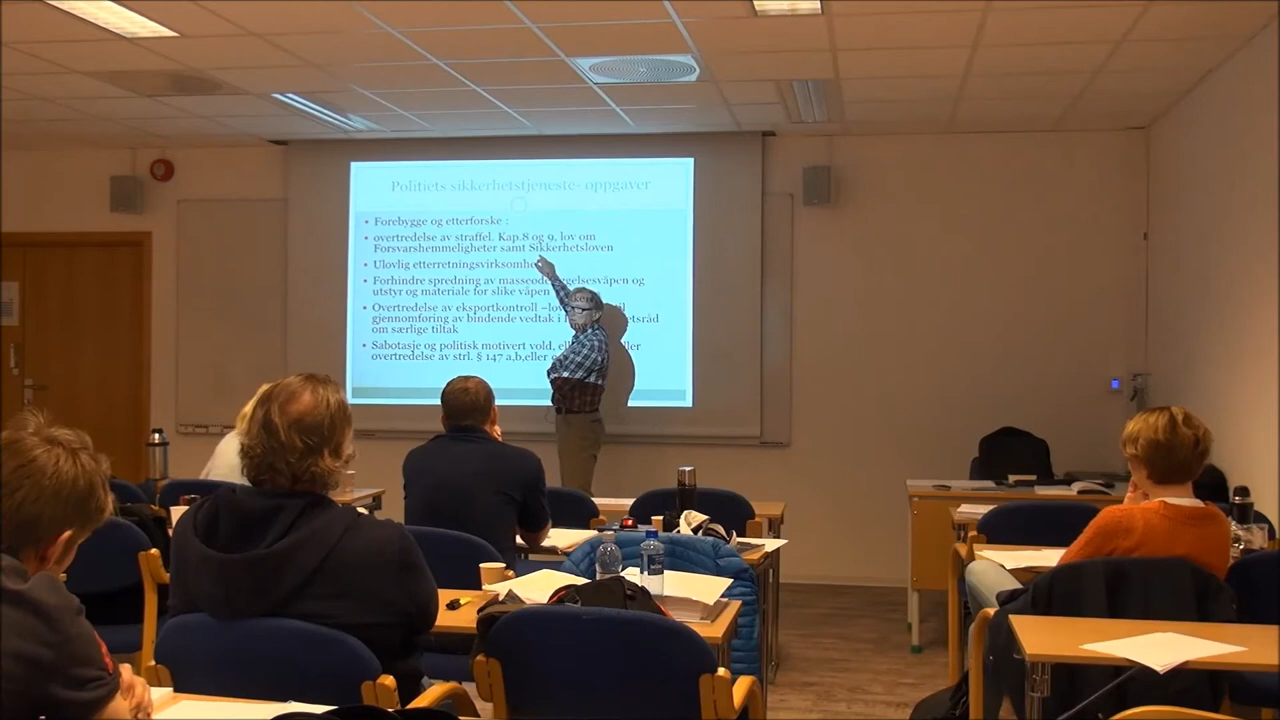 Politiets sikkerhetstjeneste- oppgaver
• Forebygge og etterforske :
• overtredelse av straffel. Kap.8 og 9, lov om
Forsvarshemmeligheter samt Sikkerhetsloven
• Ulovlig
• Forhindre spredning av og
utstyr og materiale for slike våpen
• Overtredelse av eksportkontroll
gjennomføring av bindende vedtak i
om særlige tiltak
• Sabotasje og politisk motivert vold,
overtredelse av strl. § 147 a,b,eller